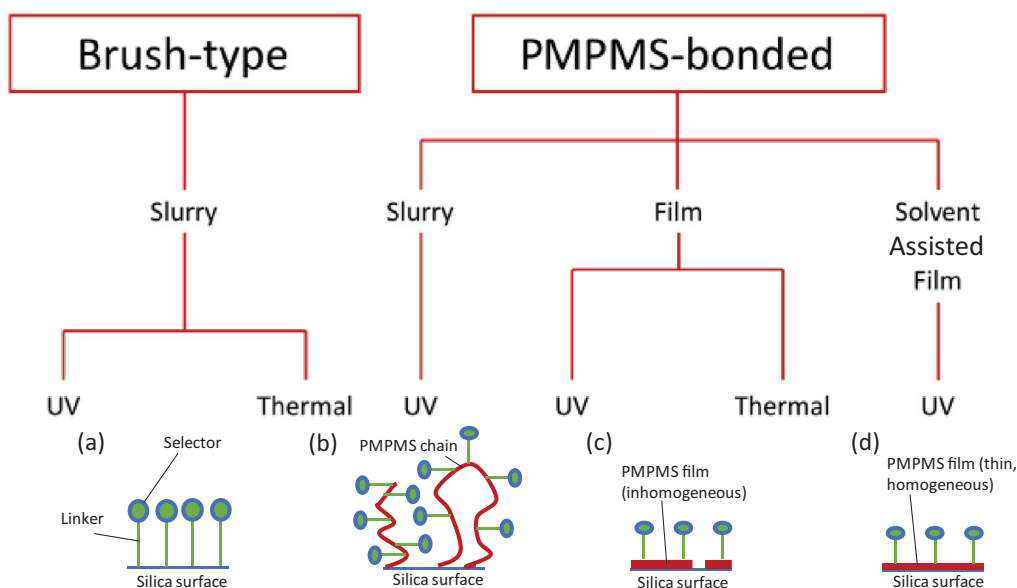 Brush-type
PMPMS-bonded
Slurry
Slurry
Film
Solvent
Assisted
Film
UV
Thermal
UV
UV
Thermal
UV
(a)
(b)
(c)
(d)
Selector
Linker
Silica surface
PMPMS chain
Silica surface
PMPMS film
(inhomogeneous)
Silica surface
PMPMS film (thin,
homogeneous)
Silica surface